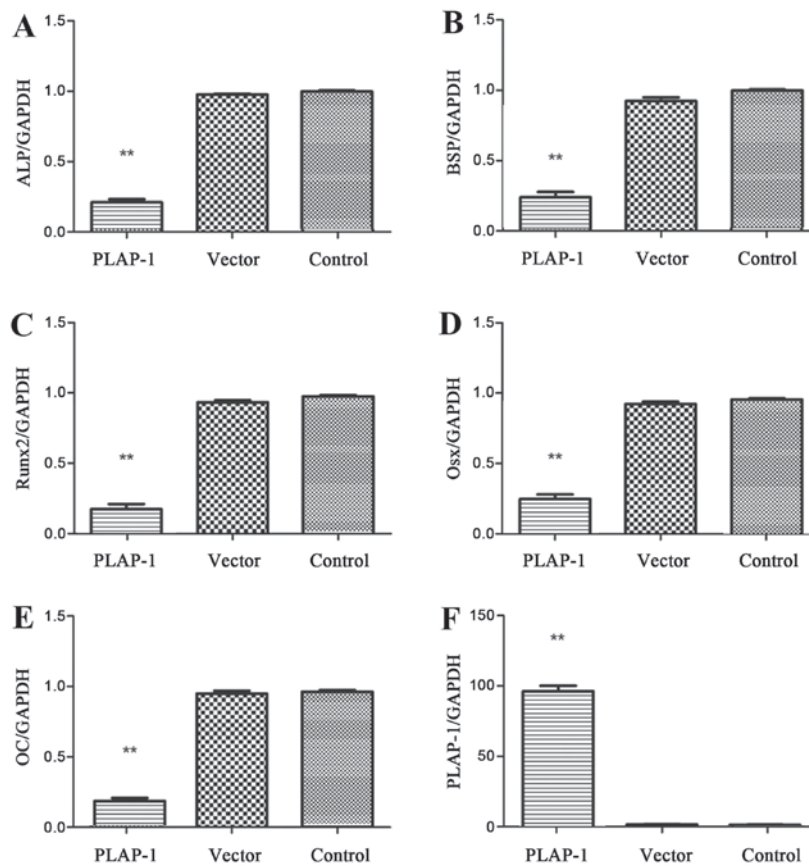 A
ALP/GAPDH
1.5
1.0
0.5
0.0
**
PLAP-1 Vector Control
B
BSP/GAPDH
1.5
1.0
0.5
0.0
**
PLAP-1 Vector Control
C
Runx2/GAPDH
1.5
1.0
0.5
0.0
**
PLAP-1 Vector Control
D
Osx/GAPDH
1.5
1.0
0.5
0.0
**
PLAP-1 Vector Control
E
OC/GAPDH
1.5
1.0
0.5
0.0
**
PLAP-1 Vector Control
F
PLAP-1/GAPDH
150
100
50
0
**
PLAP-1 Vector Control